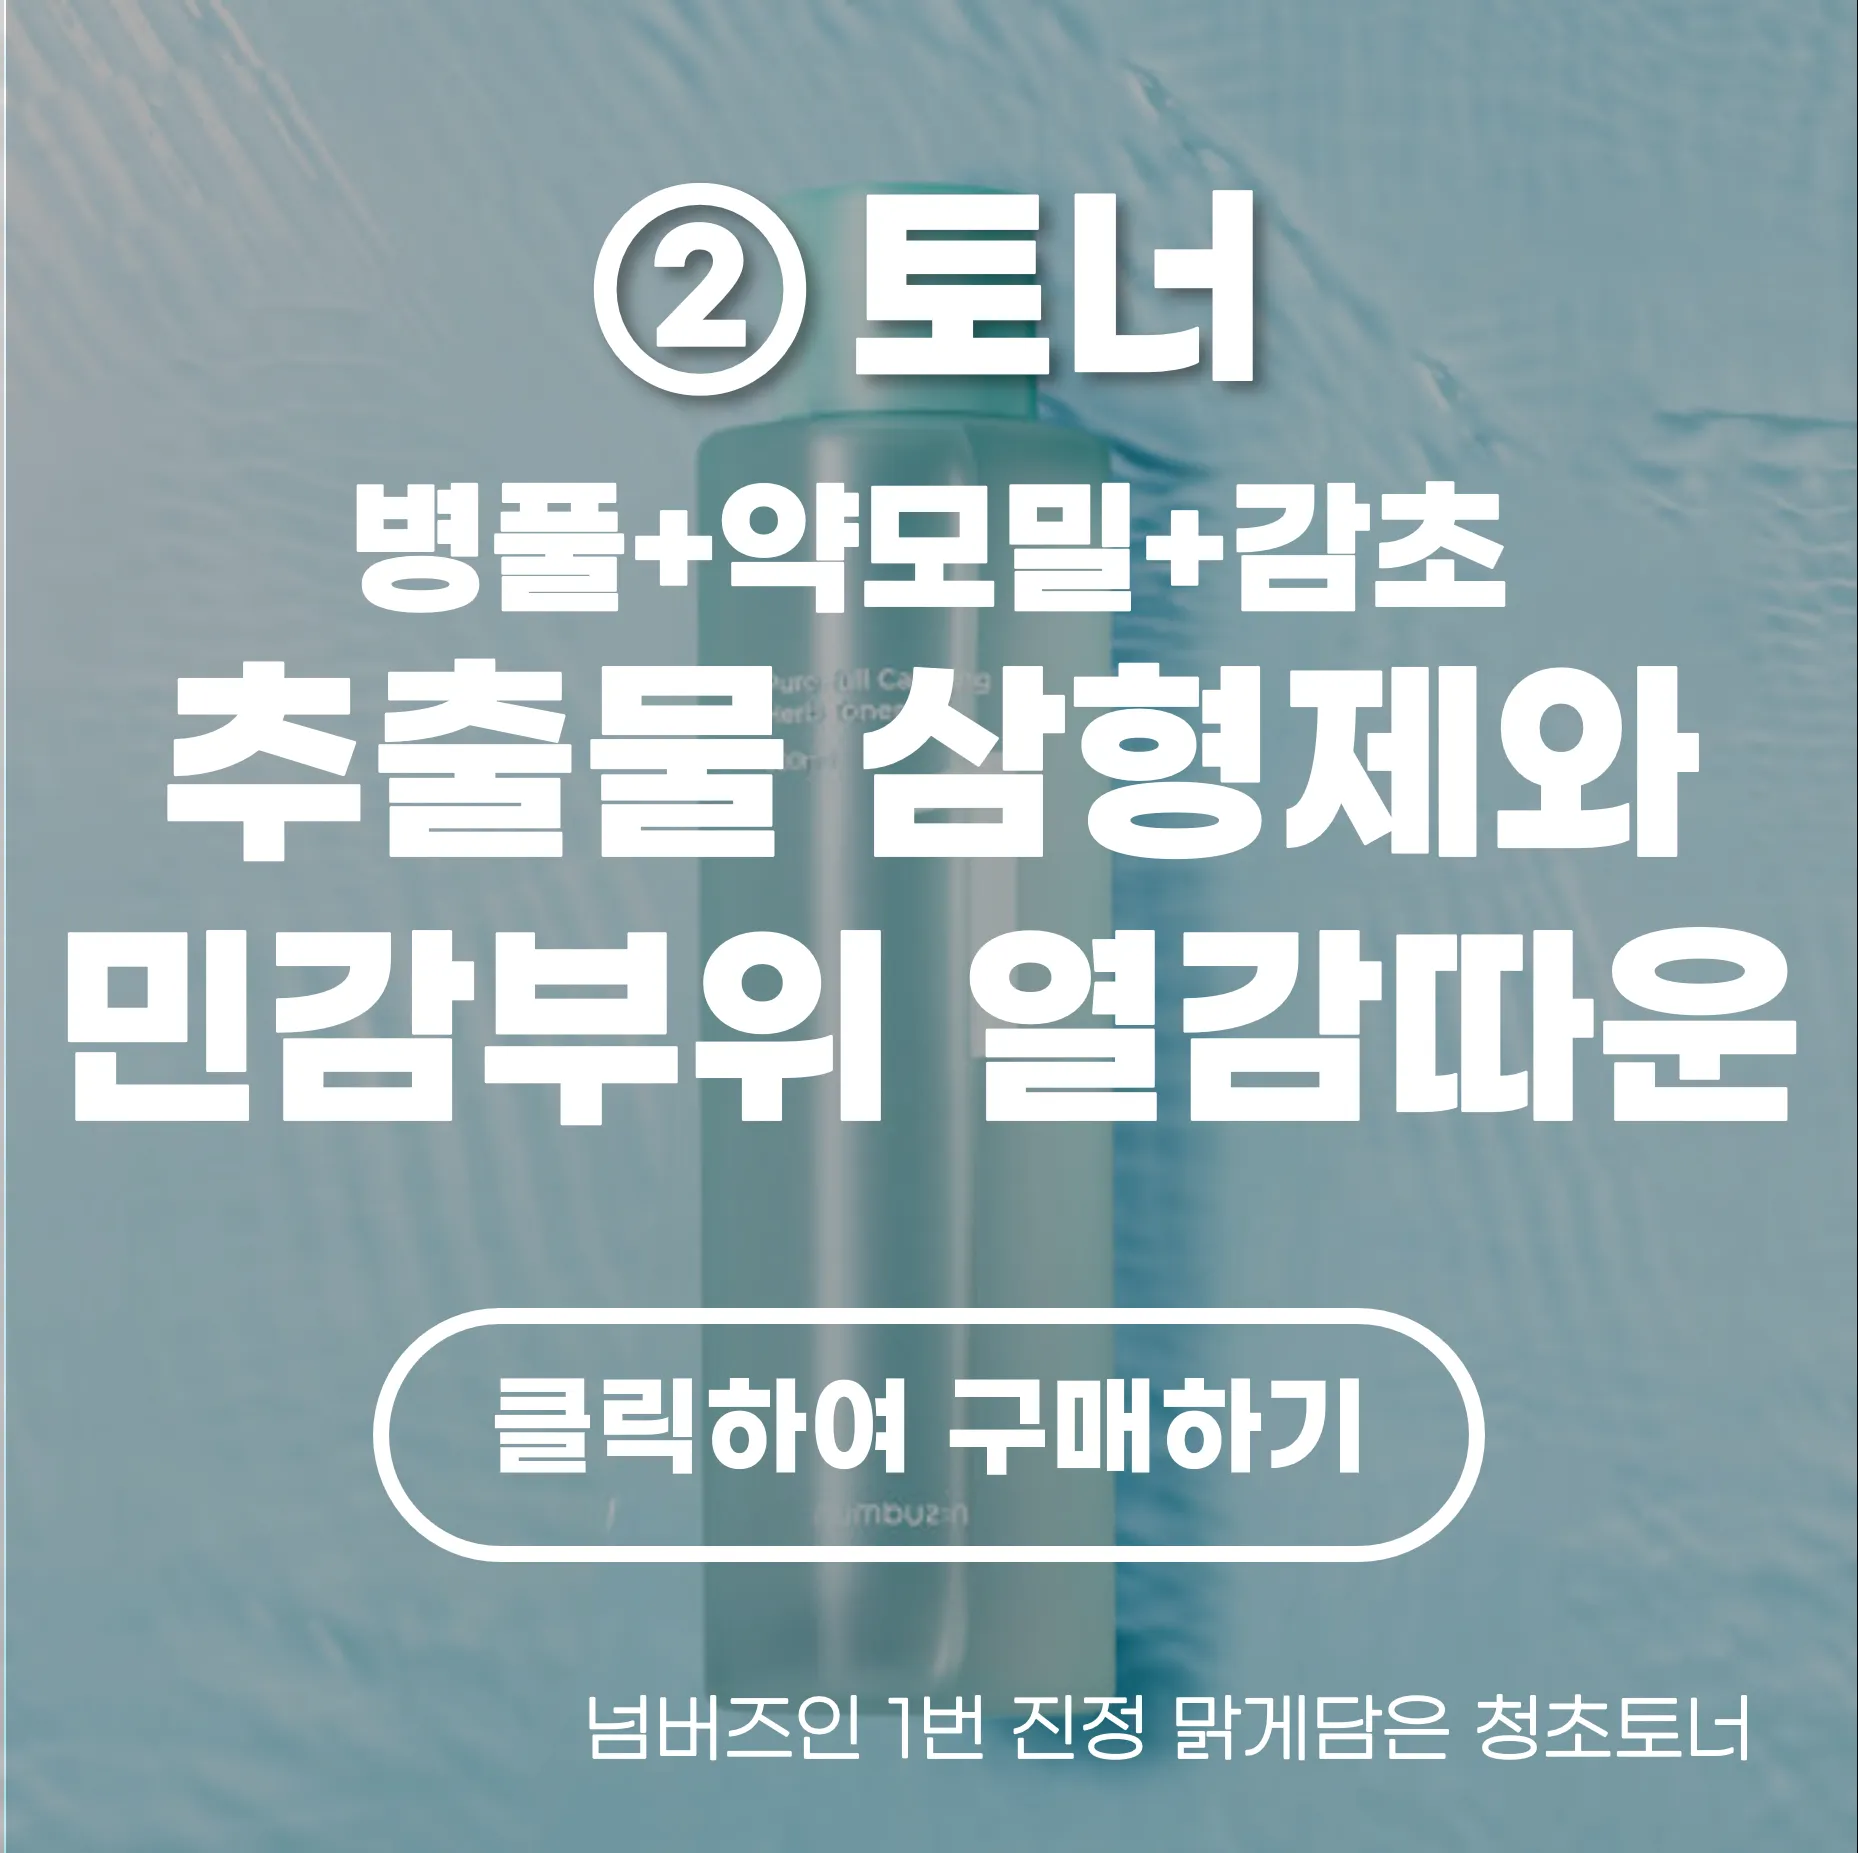 ② 토너
병풀+약모밀+감초
추출물 삼형제와
민감부위 열감따운
클릭하여 구매하기
numbuzin
넘버즈인 1번 진정 맑게담은 청초토너